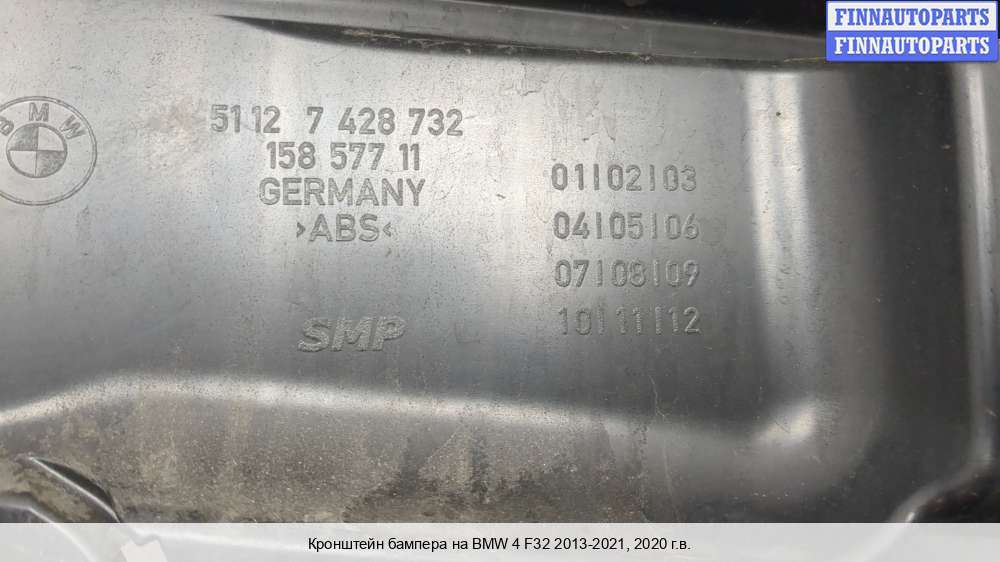 FINNAUTOPARTS
FINNAUTOPARTS
BMW
51 12 7 428 732
158 577 11
GERMANY
>ABS<
SMP
01|02|03
04|05|06
07|08|09
10|11|12
Кронштейн бампера на BMW 4 F32 2013-2021, 2020 г.в.